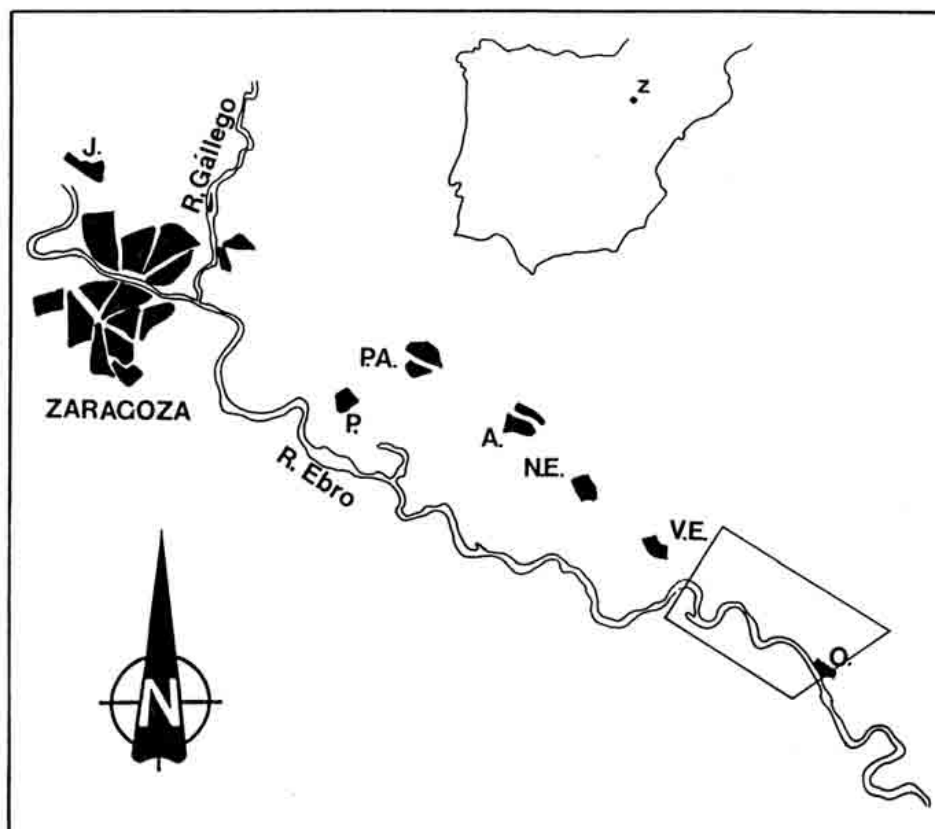 Z
J.
R. Gállego
ZARAGOZA
P.A.
P.
R. Ebro
A.
N.E.
V.E.
O.
N